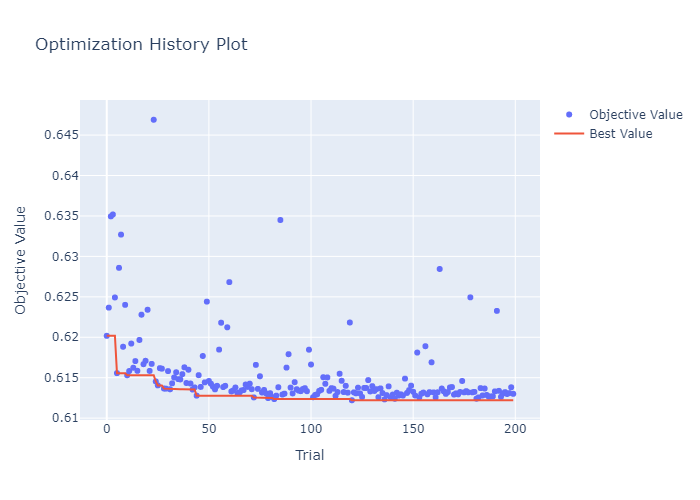 Optimization History Plot
Objective Value
Best Value
0.645
0.64
0.635
0.63
0.625
0.62
0.615
0.61
Objective Value
0
50
100
150
200
Trial